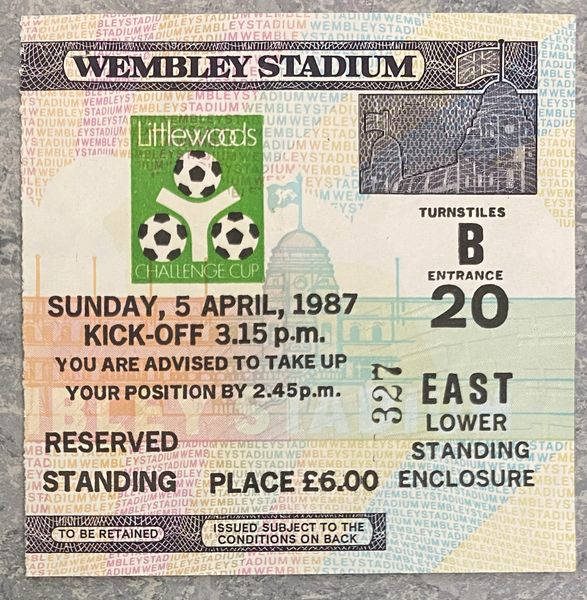 WEMBLEY STADIUM
Littlewoods
CHALLENGE CUP
TURNSTILES
B
ENTRANCE
20
SUNDAY, 5 APRIL, 1987
KICK-OFF 3.15 p.m.
YOU ARE ADVISED TO TAKE UP
YOUR POSITION BY 2.45p.m.
327
EAST
LOWER
STANDING
ENCLOSURE
RESERVED
STANDING PLACE £6.00
TO BE RETAINED
ISSUED SUBJECT TO THE
CONDITIONS ON BACK